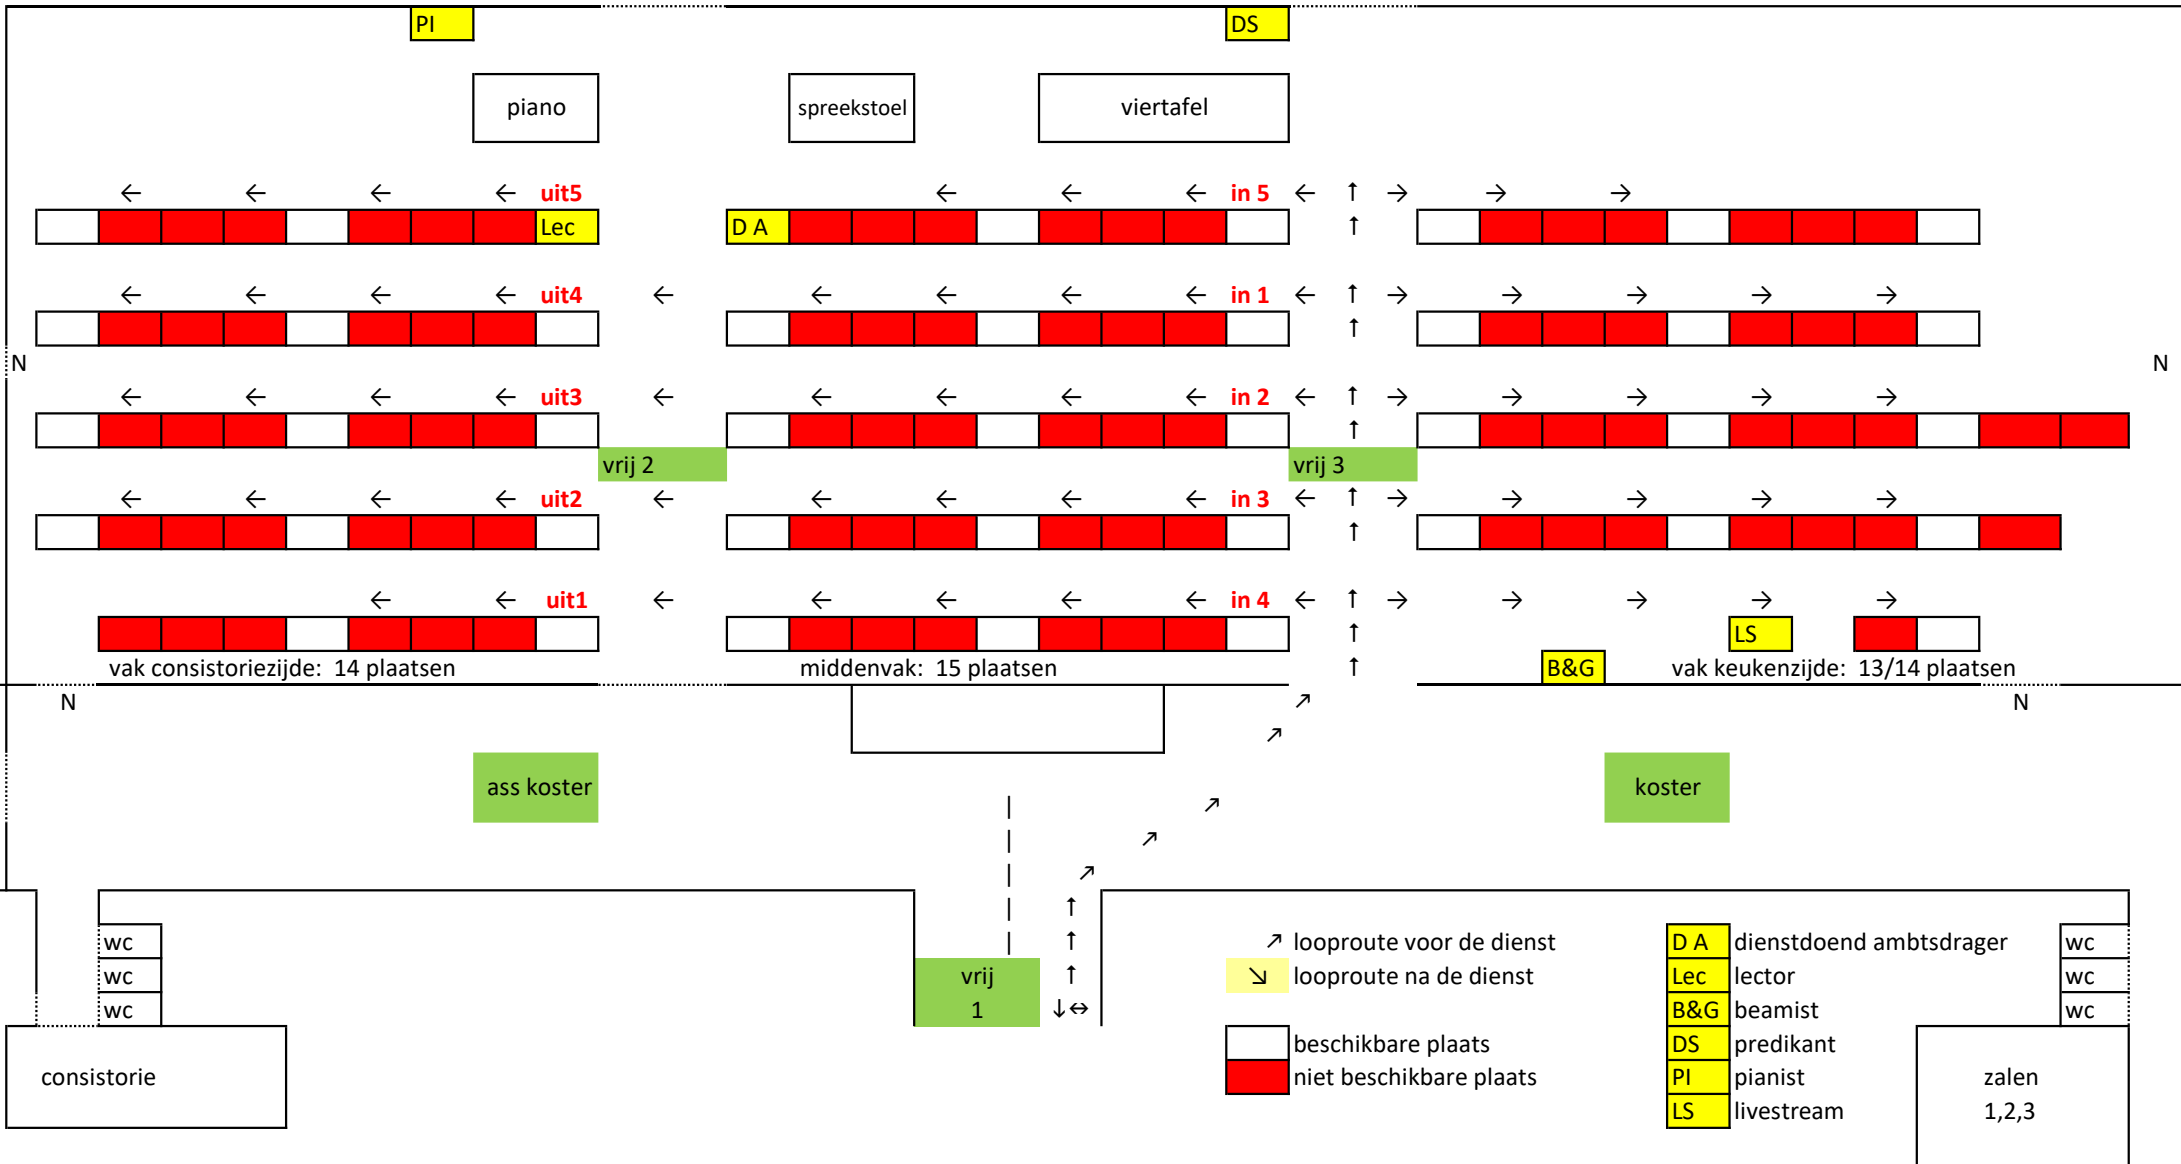 PI DS
piano spreekstoel viertafel
← ← ← ← uit5 ← ← ← in 5 ← ↑ → → →
Lec D A ↑
← ← ← ← uit4 ← ← ← ← ← in 1 ← ↑ → → → → →
↑
N N
← ← ← ← uit3 ← ← ← ← ← in 2 ← ↑ → → → → →
↑
vrij 2 vrij 3
← ← ← ← uit2 ← ← ← ← ← in 3 ← ↑ → → → → →
↑
← ← uit1 ← ← ← ← ← in 4 ← ↑ → → → → →
↑ LS
vak consistoriezijde: 14 plaatsen middenvak: 15 plaatsen ↑ B&G vak keukenzijde: 13/14 plaatsen
N ↗ N
↗
ass koster koster
↗
↗
↗
↑
wc ↑ ↗ looproute voor de dienst D A dienstdoend ambtsdrager wc
wc vrij ↑ ↘ looproute na de dienst Lec lector wc
wc 1 ↓↔ B&G beamist wc
beschikbare plaats DS predikant
consistorie niet beschikbare plaats PI pianist zalen
LS livestream 1,2,3